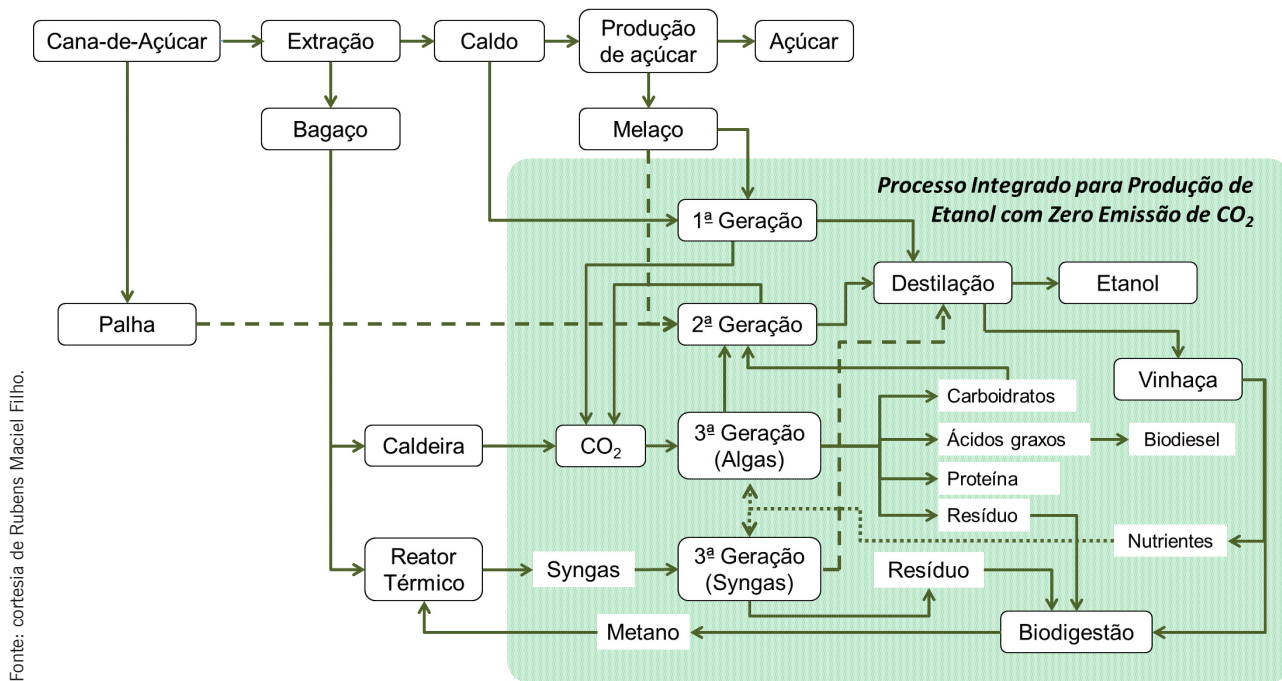 Cana-de-Açúcar
Extração
Caldo
Produção
de açúcar
Açúcar
Bagaço
Melaço
Processo Integrado para Produção de
Etanol com Zero Emissão de CO₂
1ª Geração
Destilação
Etanol
Palha
2ª Geração
Vinhaça
Carboidratos
Caldeira
CO₂
3ª Geração
(Algas)
Ácidos graxos
Biodiesel
Proteína
Resíduo
Nutrientes
Reator
Térmico
Syngas
3ª Geração
(Syngas)
Resíduo
Metano
Biodigestão
Fonte: cortesia de Rubens Maciel Filho.